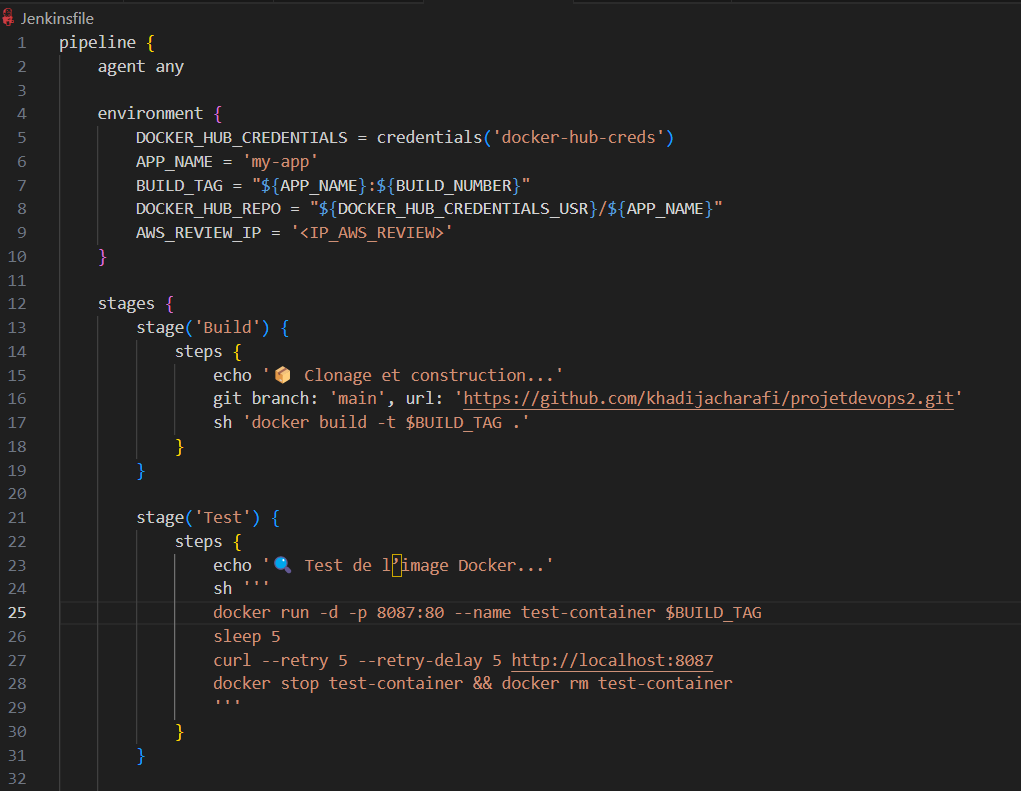 Jenkinsfile
1 pipeline {
2     agent any
3
4     environment {
5         DOCKER_HUB_CREDENTIALS = credentials('docker-hub-creds')
6         APP_NAME = 'my-app'
7         BUILD_TAG = "${APP_NAME}:${BUILD_NUMBER}"
8         DOCKER_HUB_REPO = "${DOCKER_HUB_CREDENTIALS_USR}/${APP_NAME}"
9         AWS_REVIEW_IP = '<IP_AWS_REVIEW>'
10     }
11
12     stages {
13         stage('Build') {
14             steps {
15                 echo '📦 Clonage et construction...'
16                 git branch: 'main', url: 'https://github.com/khadijacharafi/projetdevops2.git'
17                 sh 'docker build -t $BUILD_TAG .'
18             }
19         }
20
21         stage('Test') {
22             steps {
23                 echo '🔍 Test de l’image Docker...'
24                 sh '''
25                 docker run -d -p 8087:80 --name test-container $BUILD_TAG
26                 sleep 5
27                 curl --retry 5 --retry-delay 5 http://localhost:8087
28                 docker stop test-container && docker rm test-container
29                 '''
30             }
31         }
32